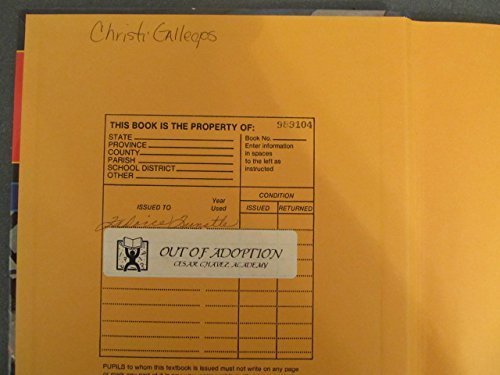 Christi Gallegos
THIS BOOK IS THE PROPERTY OF: 989104
STATE
PROVINCE
COUNTY
PARISH
SCHOOL DISTRICT
OTHER
Book No.
Enter information
in spaces
to the left as
instructed
CONDITION
ISSUED TO Year Used ISSUED RETURNED
OUT OF ADOPTION
CESAR CHAVEZ ACADEMY
PUPILS to whom this textbook is issued must not write on any page